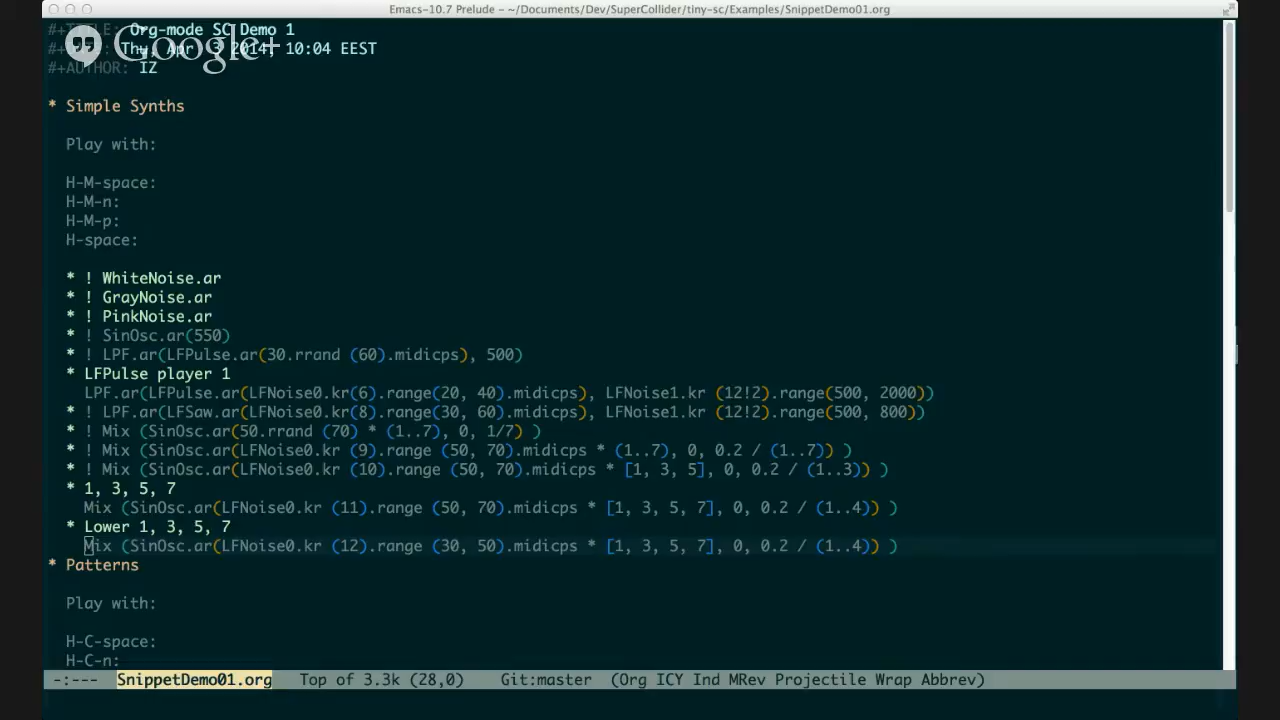 Emacs-10.7 Prelude - ~/Documents/Dev/SuperCollider/tiny-sc/Examples/SnippetDemo01.org
Google+
Org-mode SC Demo 1
Thu, Apr 3 2014, 10:04 EEST
#+AUTHOR: IZ
* Simple Synths
Play with:
H-M-space:
H-M-n:
H-M-p:
H-space:
* ! WhiteNoise.ar
* ! GrayNoise.ar
* ! PinkNoise.ar
* ! SinOsc.ar(550)
* ! LPF.ar(LFPulse.ar(30.rrand (60).midicps), 500)
* LFPulse player 1
LPF.ar(LFPulse.ar(LFNoise0.kr(6).range(20, 40).midicps), LFNoise1.kr (12!2).range(500, 2000))
* ! LPF.ar(LFSaw.ar(LFNoise0.kr(8).range(30, 60).midicps), LFNoise1.kr (12!2).range(500, 800))
* ! Mix (SinOsc.ar(50.rrand (70) * (1..7), 0, 1/7) )
* ! Mix (SinOsc.ar(LFNoise0.kr (9).range (50, 70).midicps * (1..7), 0, 0.2 / (1..7)) )
* ! Mix (SinOsc.ar(LFNoise0.kr (10).range (50, 70).midicps * [1, 3, 5], 0, 0.2 / (1..3)) )
* 1, 3, 5, 7
Mix (SinOsc.ar(LFNoise0.kr (11).range (50, 70).midicps * [1, 3, 5, 7], 0, 0.2 / (1..4)) )
* Lower 1, 3, 5, 7
Mix (SinOsc.ar(LFNoise0.kr (12).range (30, 50).midicps * [1, 3, 5, 7], 0, 0.2 / (1..4)) )
* Patterns
Play with:
H-C-space:
H-C-n:
-:--- SnippetDemo01.org Top of 3.3k (28,0) Git:master (Org ICY Ind MRev Projectile Wrap Abbrev)